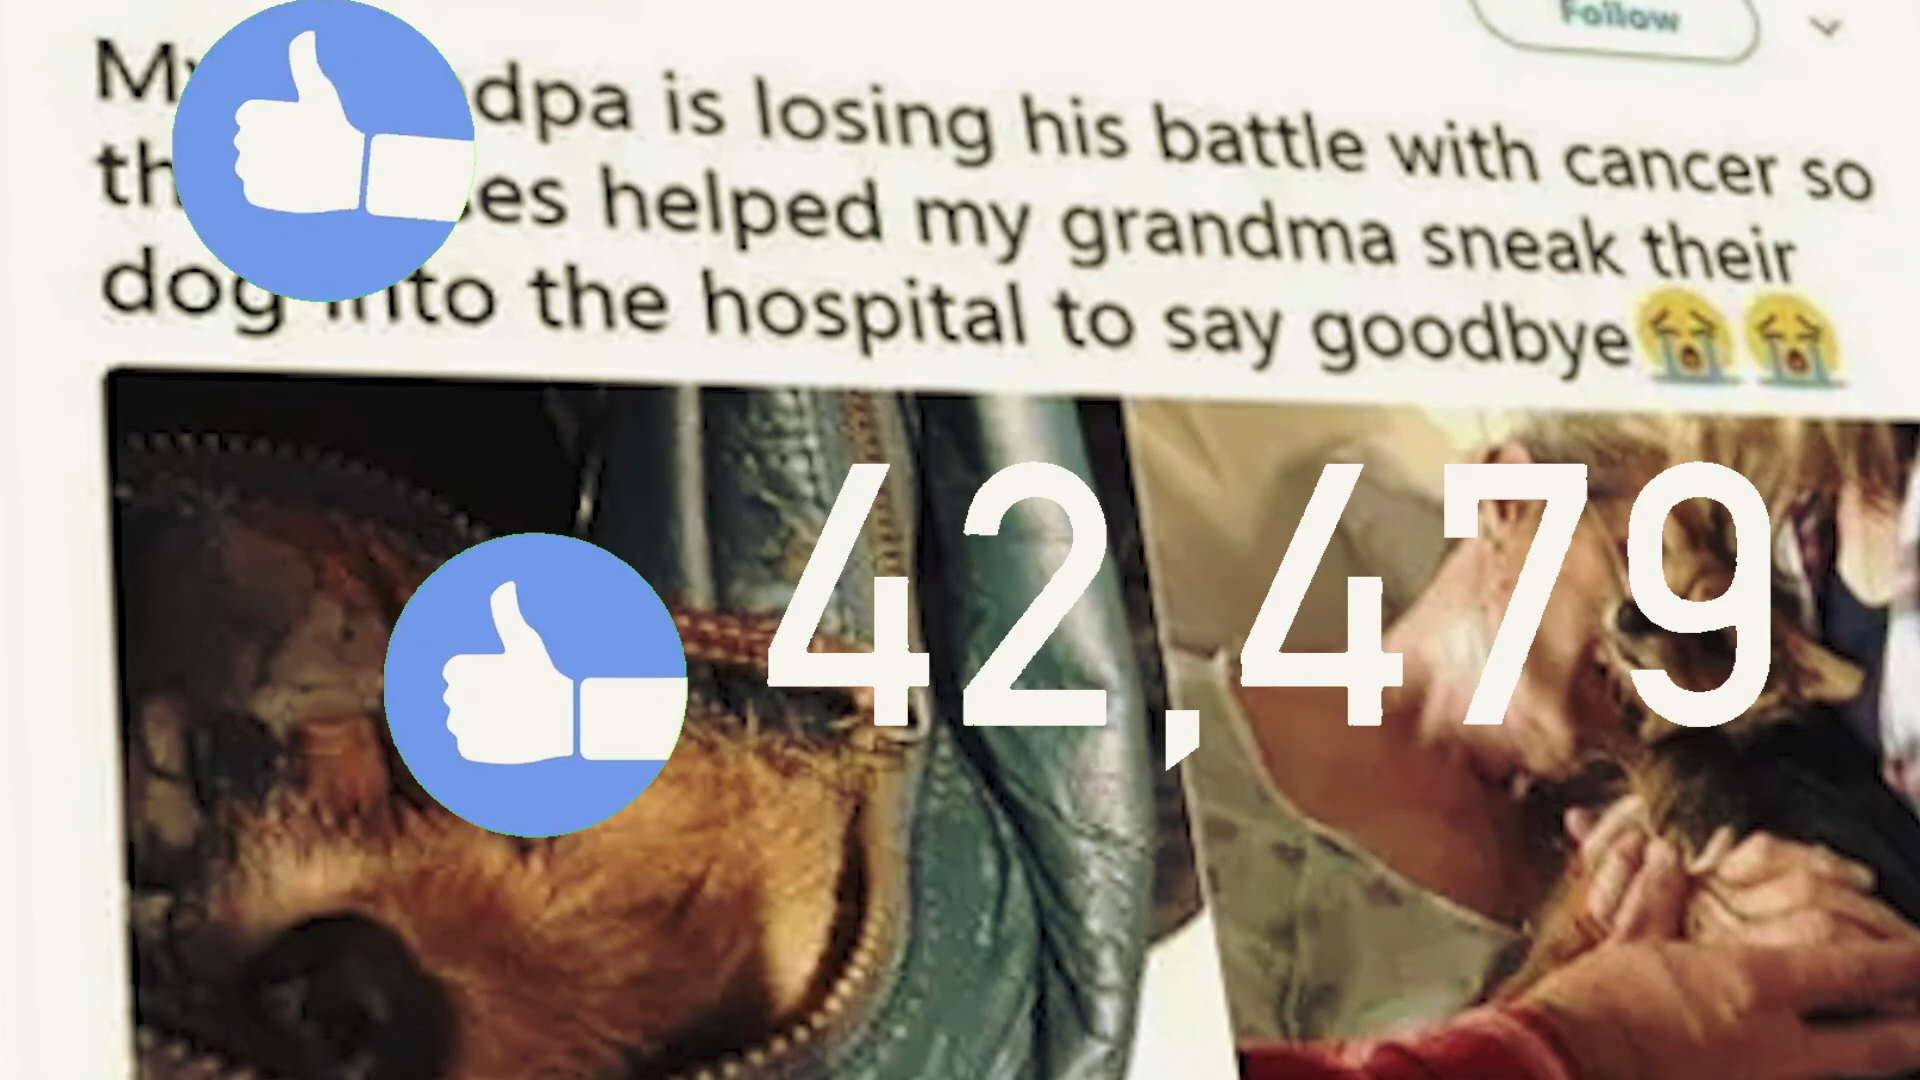 Follow
My dpa is losing his battle with cancer so
th es helped my grandma sneak their
dog into the hospital to say goodbye😭😭
42,479